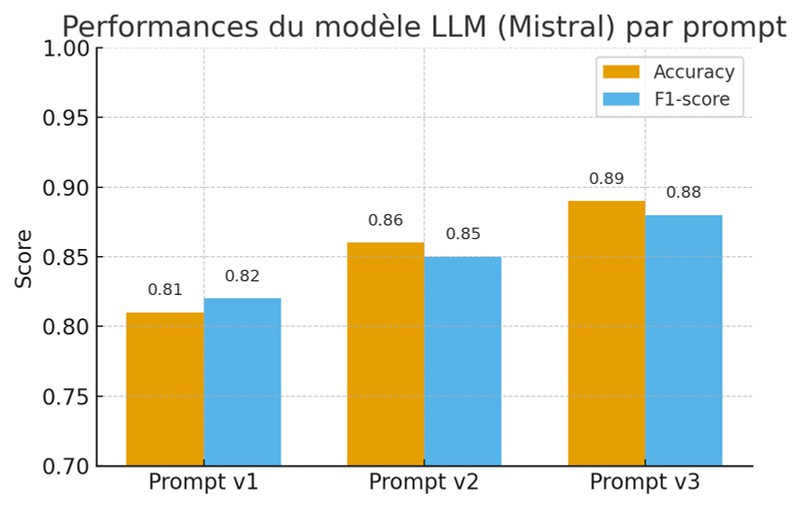 Performances du modèle LLM (Mistral) par prompt
1.00
Accuracy
F1-score
0.95
0.90
0.85
0.80
0.75
0.70
Score
0.81
0.82
0.86
0.85
0.89
0.88
Prompt v1
Prompt v2
Prompt v3